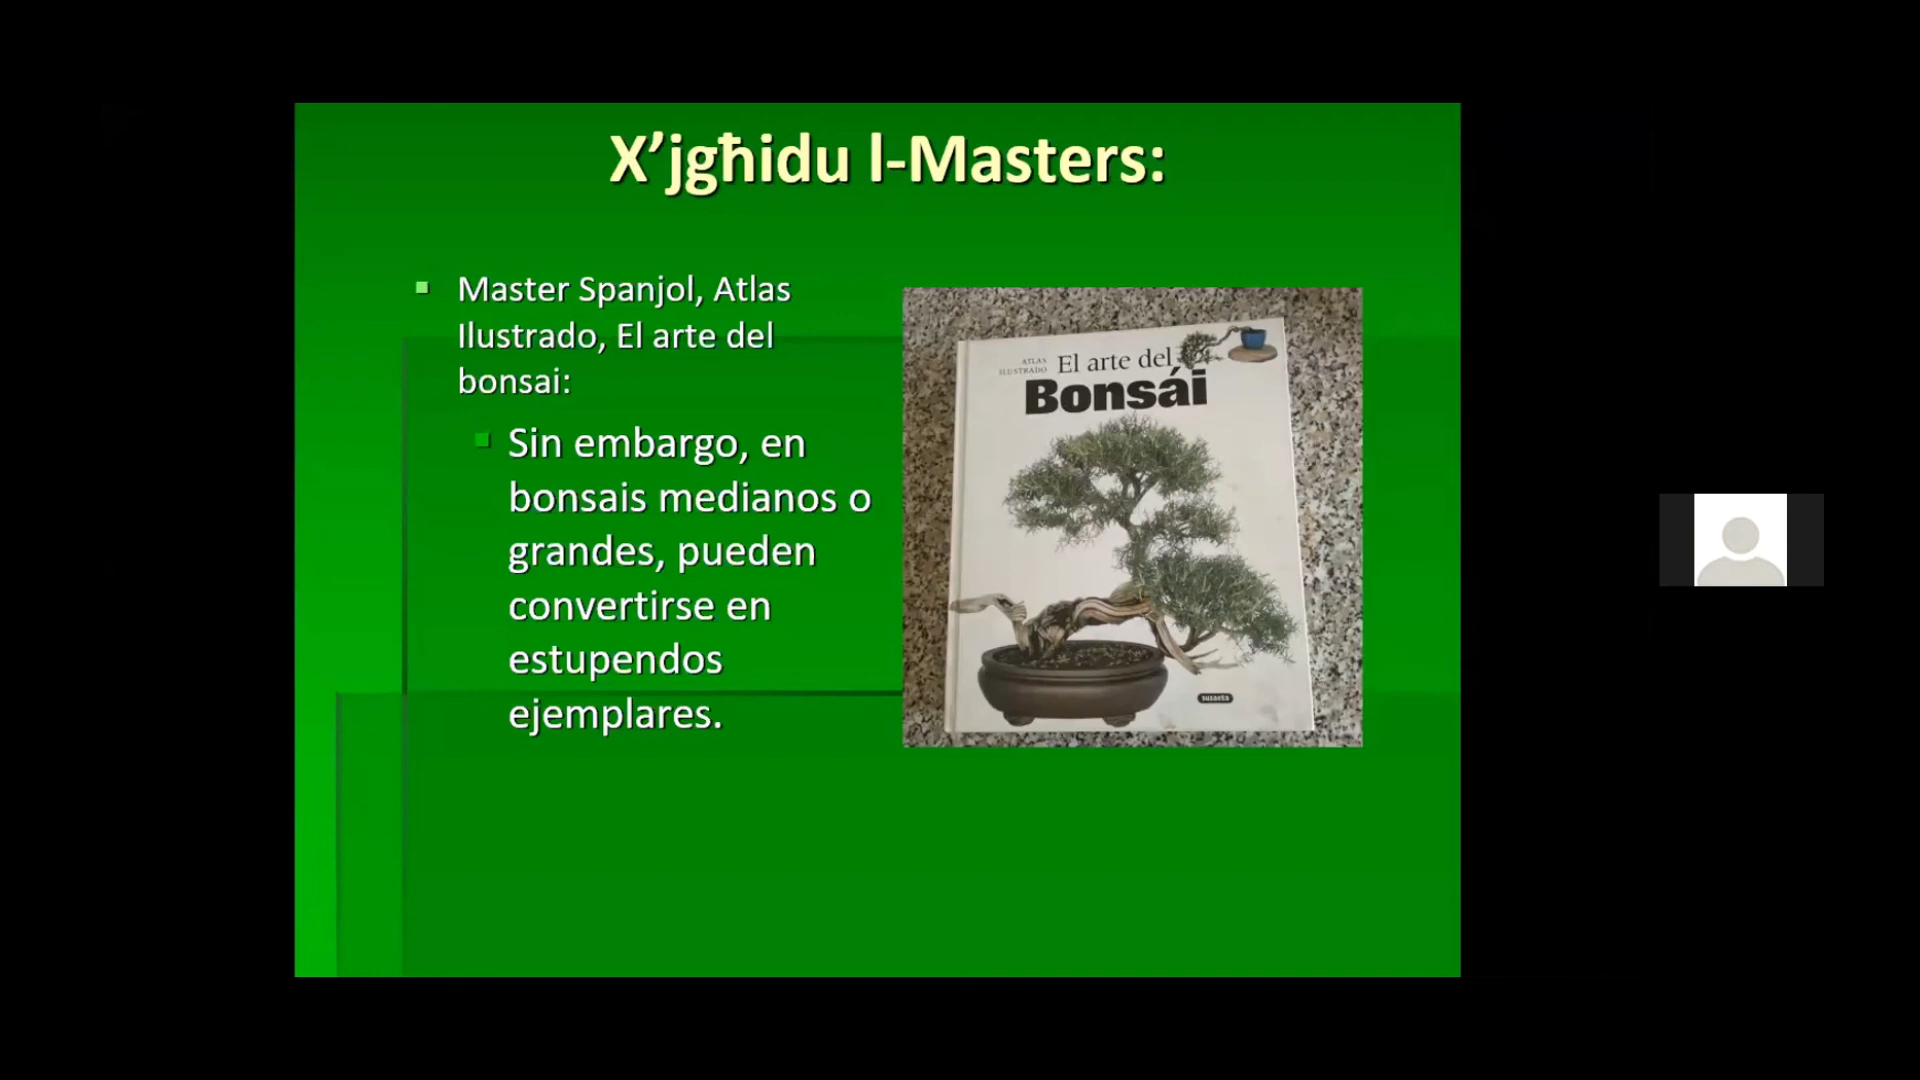 X’jgħidu l-Masters:
Master Spanjol, Atlas
Ilustrado, El arte del
bonsai:
Sin embargo, en
bonsais medianos o
grandes, pueden
convertirse en
estupendos
ejemplares.
ATLAS
ILUSTRADO
El arte del
Bonsái
susaeta